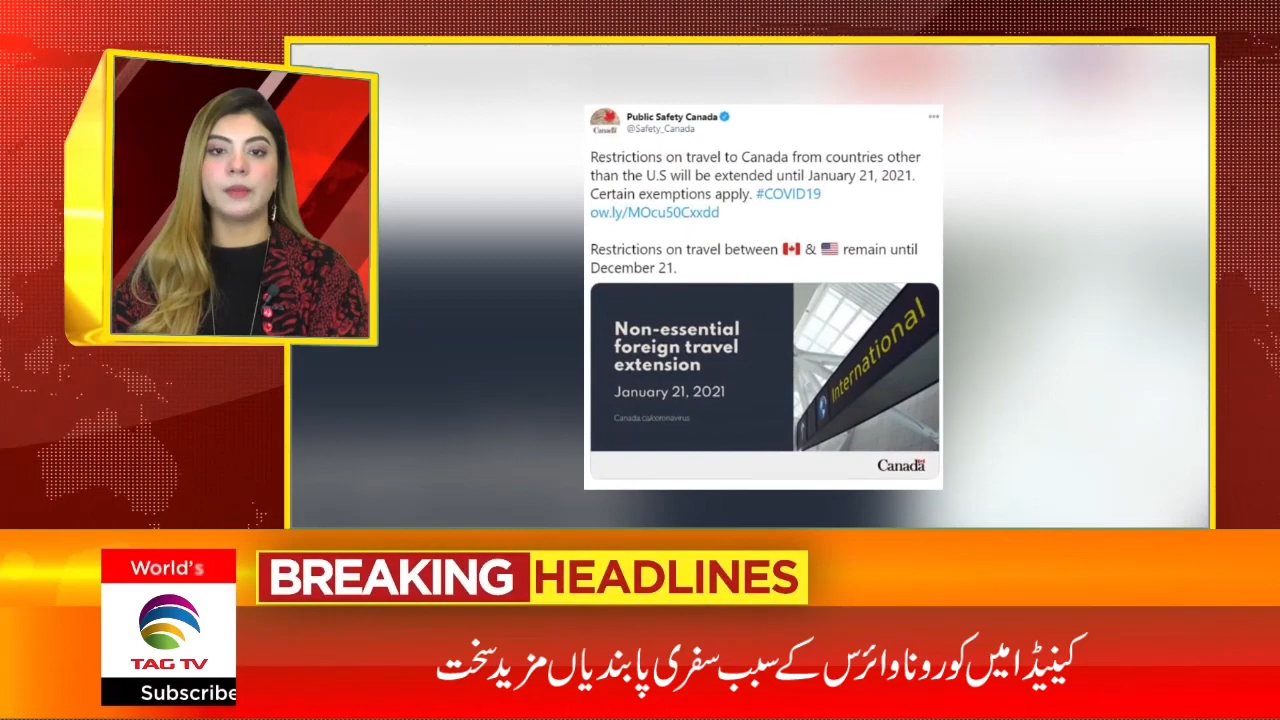 Public Safety Canada
@Safety_Canada
Restrictions on travel to Canada from countries other
than the U.S will be extended until January 21, 2021.
Certain exemptions apply. #COVID19
ow.ly/MOcu50Cxxdd
Restrictions on travel between & remain until
December 21.
Non-essential
foreign travel
extension
January 21, 2021
Canada.ca/coronavirus
International
Canada
World's
TAG TV
Subscribe
BREAKING HEADLINES
کینیڈا میں کورونا وائرس کے سبب سفری پابندیاں مزید سخت